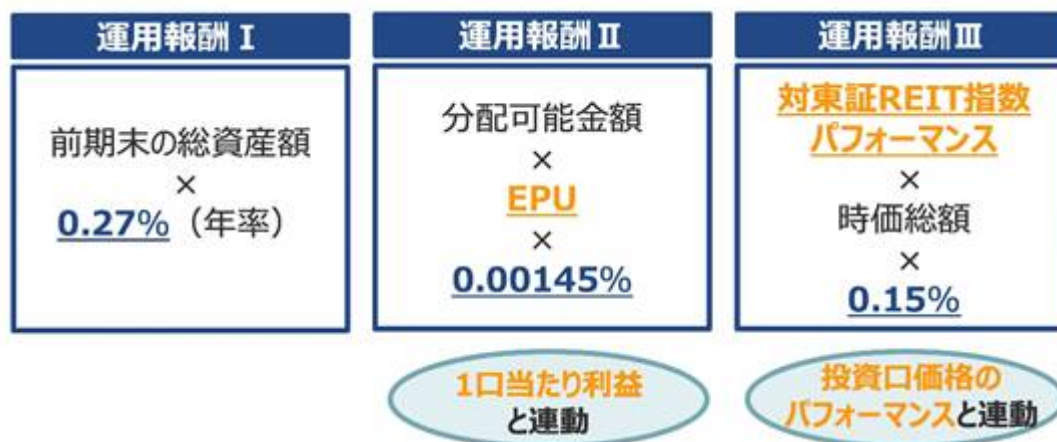 運用報酬Ⅰ
前期末の総資産額
×
0.27%（年率）
運用報酬Ⅱ
分配可能金額
×
EPU
×
0.00145%
1口当たり利益
と連動
運用報酬Ⅲ
対東証REIT指数
パフォーマンス
×
時価総額
×
0.15%
投資口価格の
パフォーマンスと連動